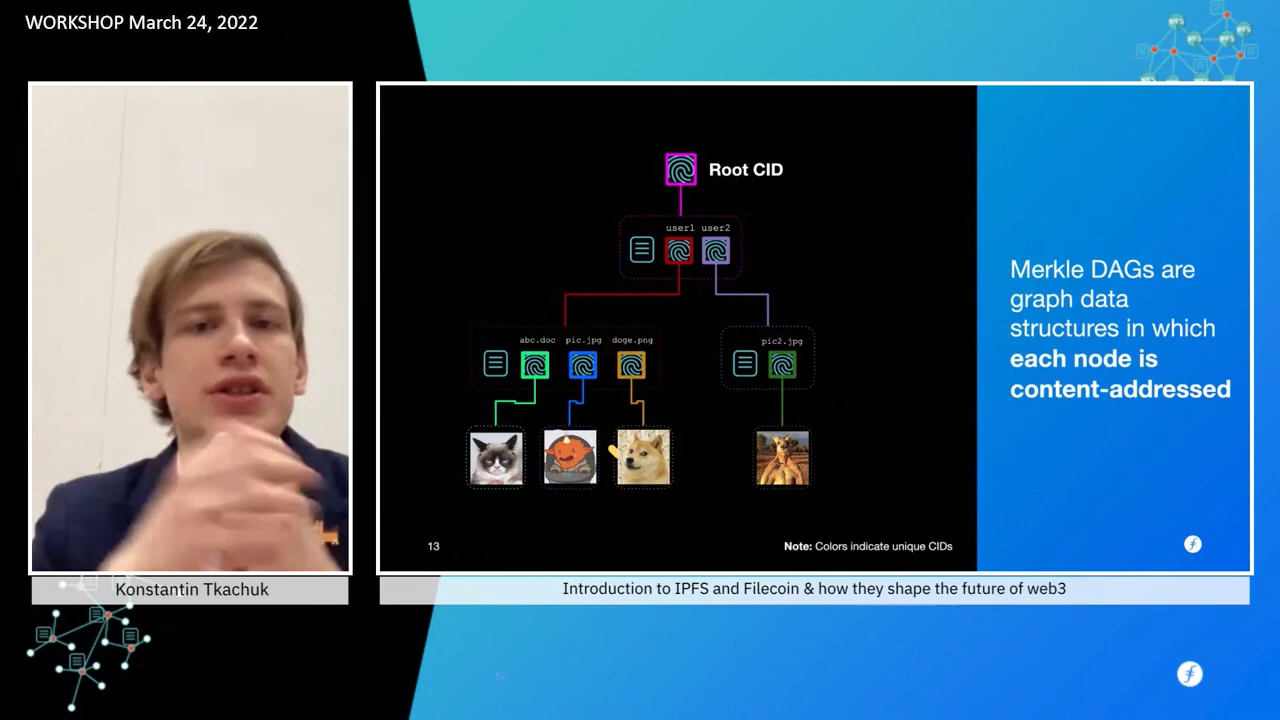 WORKSHOP March 24, 2022
Root CID
user1 user2
abc.doc pic.jpg doge.png
pic2.jpg
Merkle DAGs are
graph data
structures in which
each node is
content-addressed
13
Note: Colors indicate unique CIDs
Konstantin Tkachuk
Introduction to IPFS and Filecoin & how they shape the future of web3